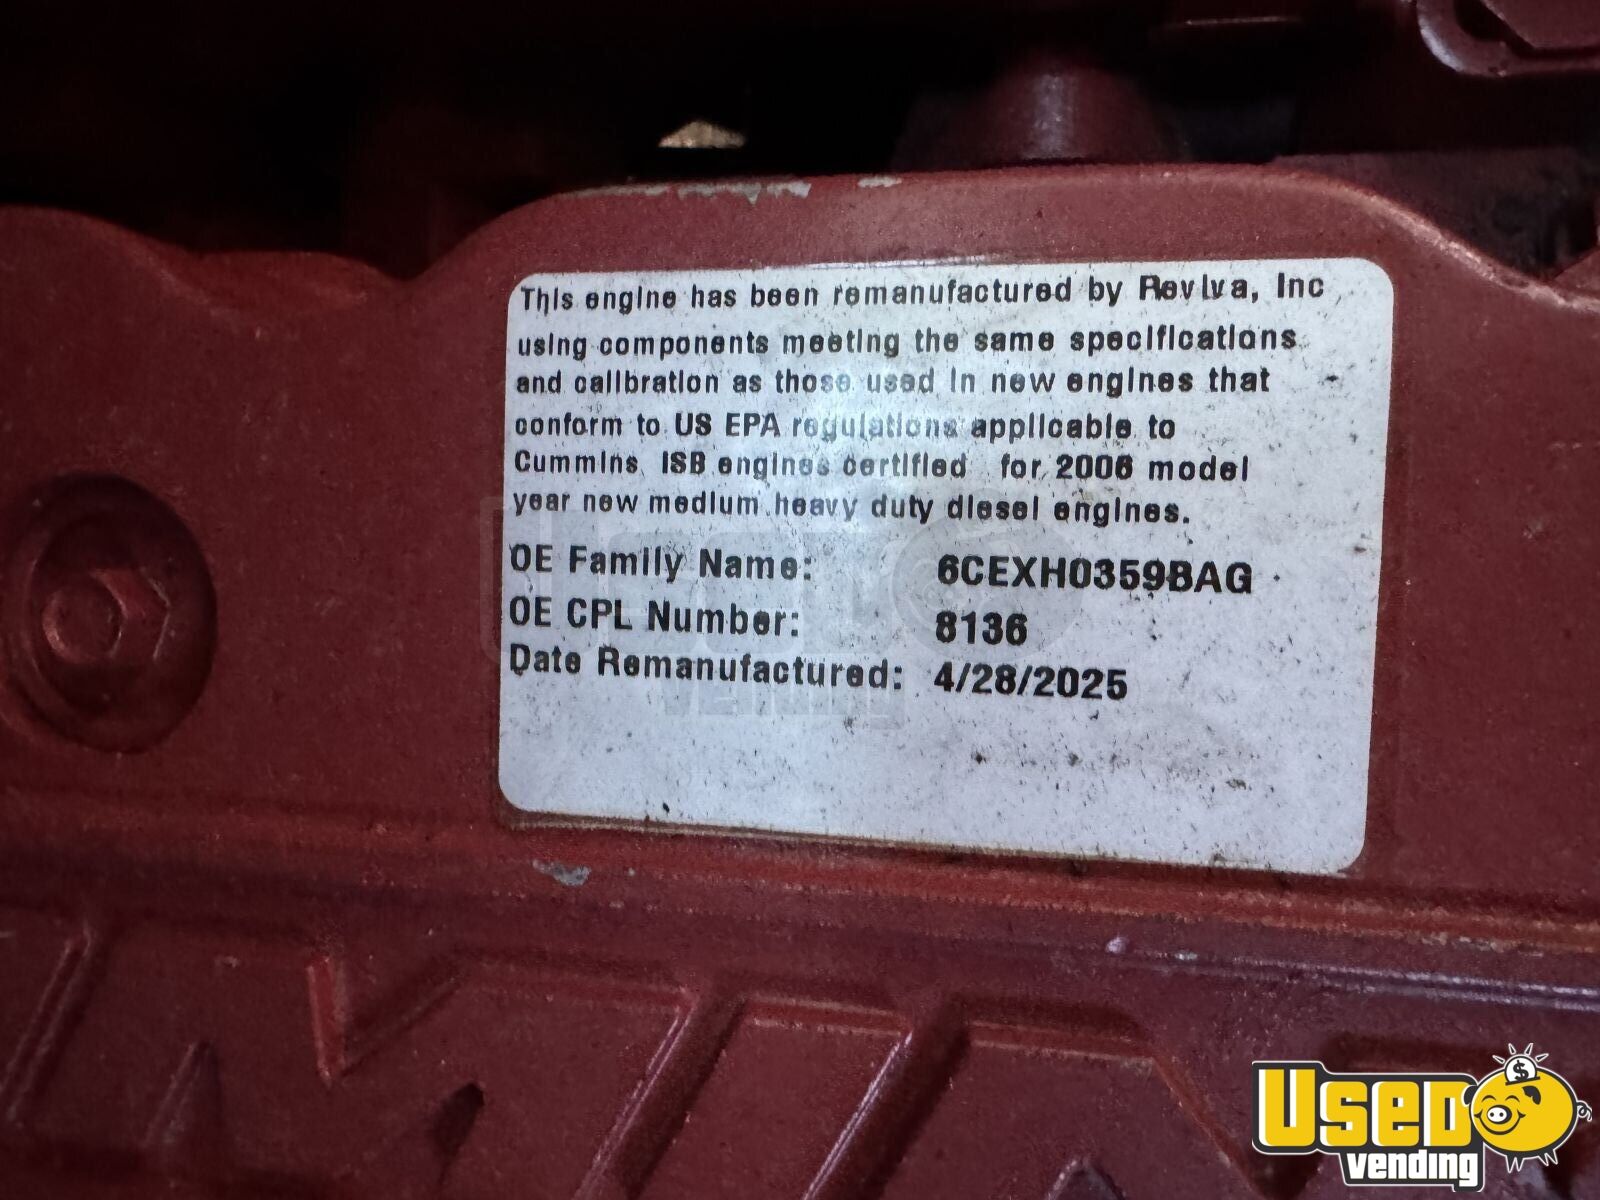 This engine has been remanufactured by Reviva, Inc
using components meeting the same specifications
and calibration as those used in new engines that
conform to US EPA regulations applicable to
Cummins ISB engines certified for 2006 model
year new medium heavy duty diesel engines.
OE Family Name: 6CEXH0359BAG
OE CPL Number: 8136
Date Remanufactured: 4/28/2025
USED
vending